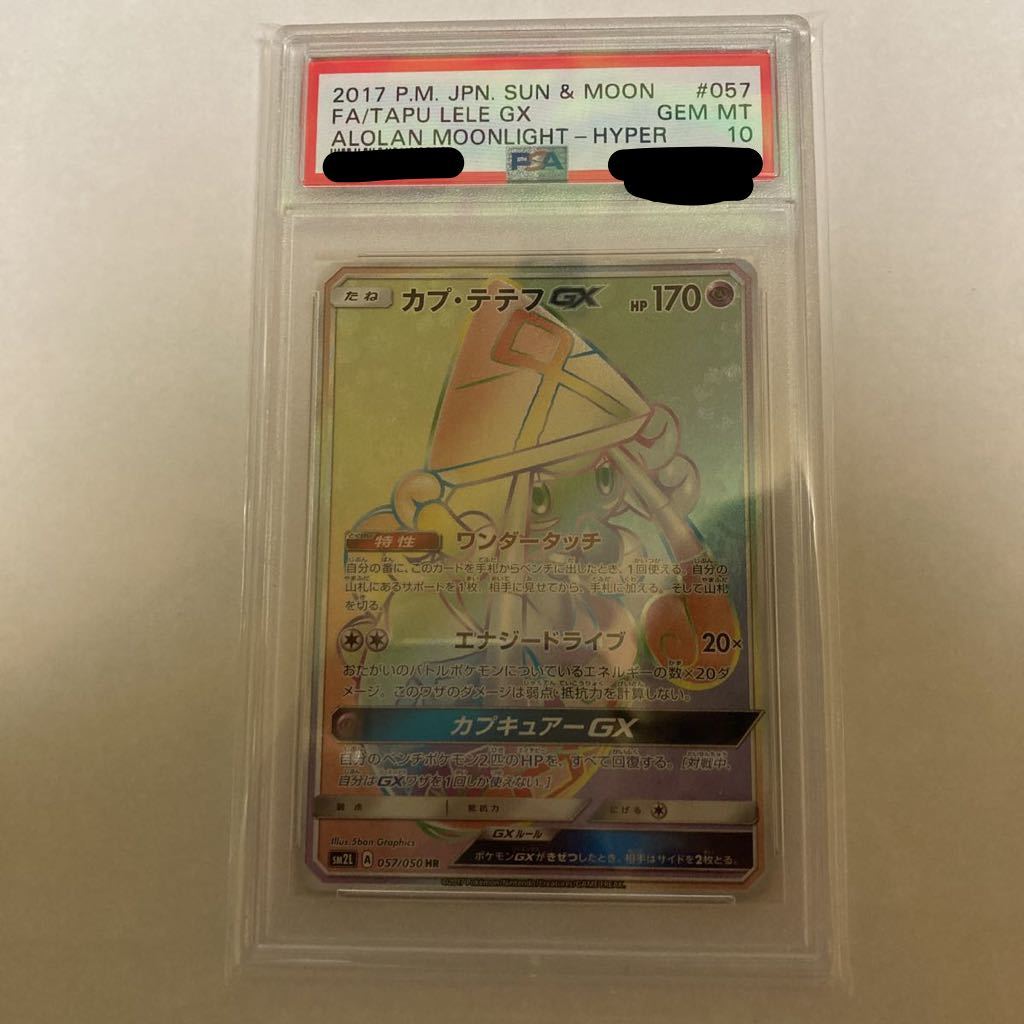 2017 P.M. JPN. SUN & MOON #057
FA/TAPU LELE GX GEM MT
ALOLAN MOONLIGHT - HYPER 10
PSA
たね カプ・テテフGX HP 170
特性 ワンダータッチ
自分の番に、このカードを手札からベンチに出したとき、1回使える。自分の
山札にあるサポートを1枚、相手に見せてから、手札に加える。そして山札
を切る。
エナジードライブ 20×
おたがいのバトルポケモンについているエネルギーの数×20ダ
メージ。このワザのダメージは弱点・抵抗力を計算しない。
カプキュアーGX
自分のベンチポケモン2匹のHPを、すべて回復する。[対戦中、
自分はGXワザを1回しか使えない。]
弱点 抵抗力 にげる
Illus.5ban Graphics
GXルール
SM2L A 057/050 HR
ポケモンGXがきぜつしたとき、相手はサイドを2枚とる。
©2017 Pokémon/Nintendo/Creatures/GAME FREAK.